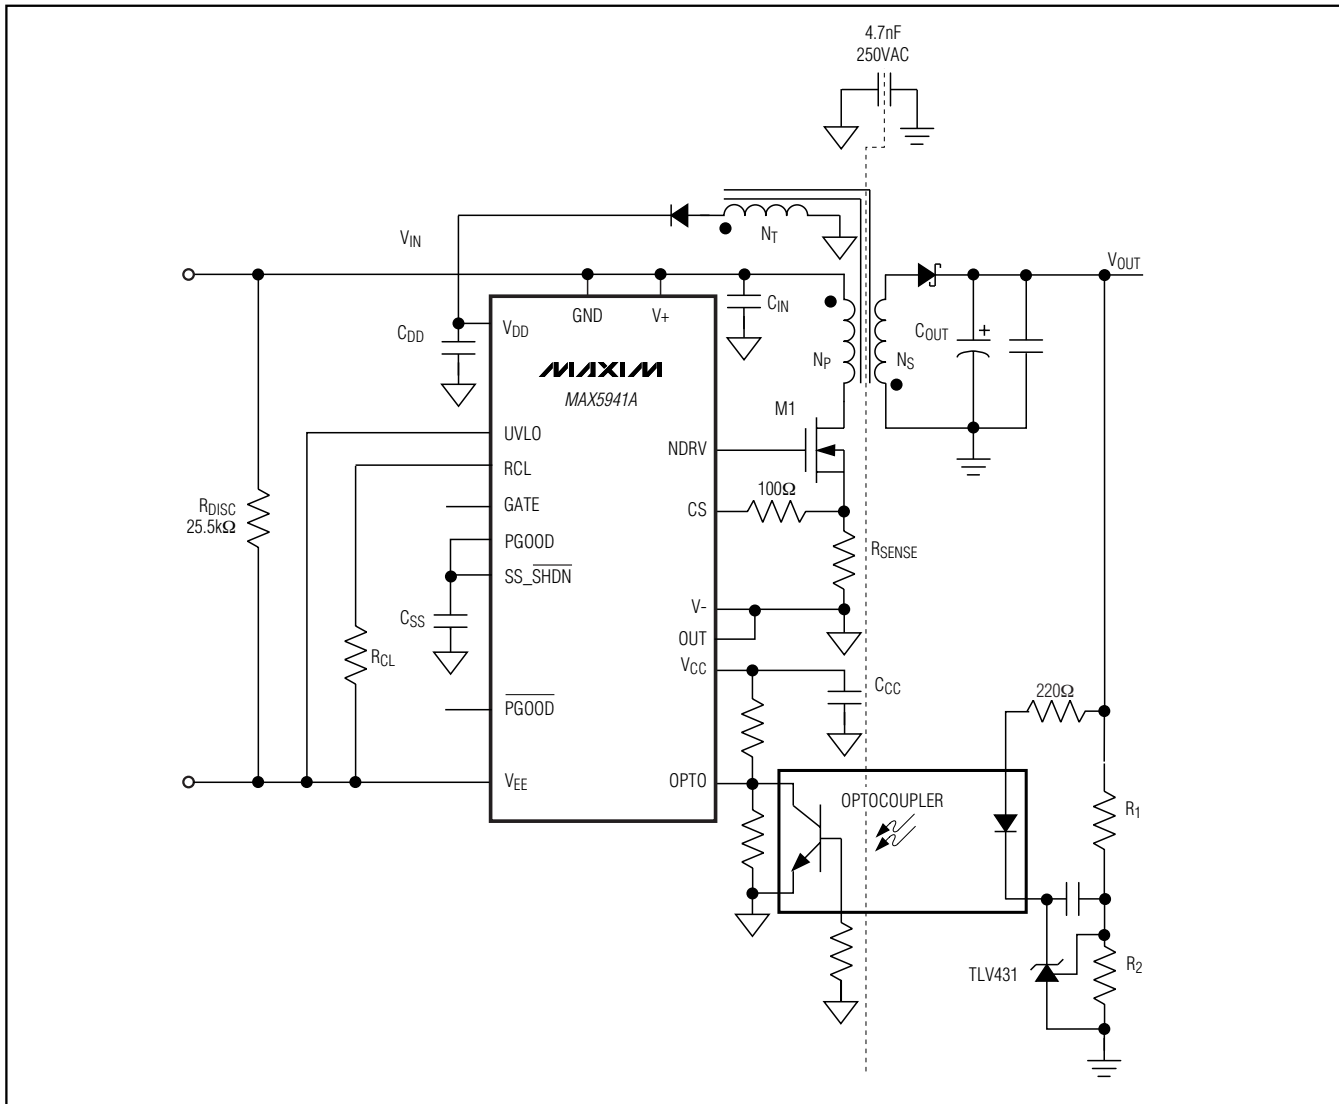 4.7nF
250VAC
VIN
NT
VOUT
GND
V+
CIN
CDD
VDD
COUT
+
MAXIM
MAX5941A
NP
NS
M1
UVLO
NDRV
RCL
100Ω
GATE
CS
RDISC
25.5kΩ
PGOOD
RSENSE
SS_SHDN
V-
CSS
OUT
RCL
VCC
CCC
220Ω
PGOOD
VEE
OPTO
OPTOCOUPLER
R1
TLV431
R2